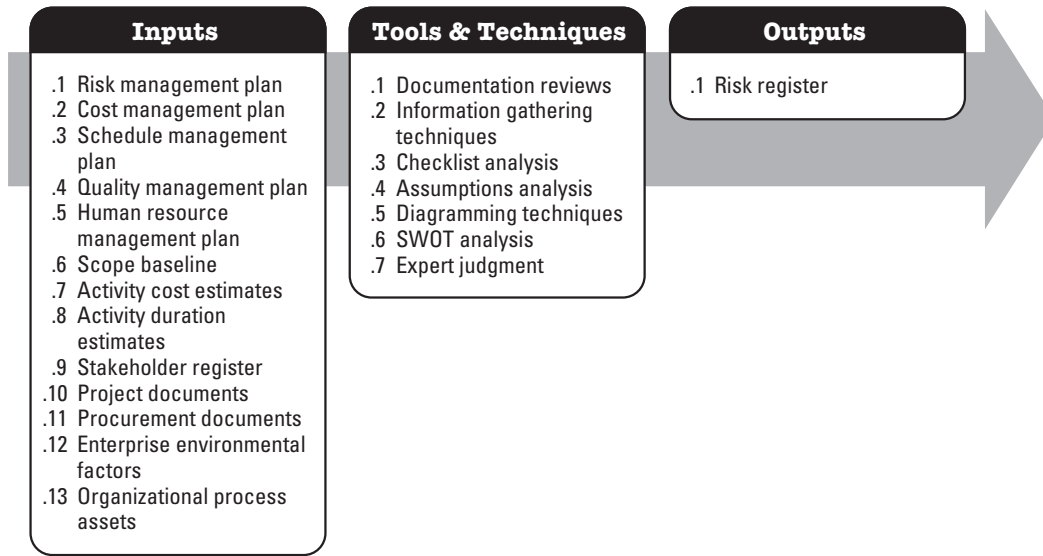 Inputs
.1 Risk management plan
.2 Cost management plan
.3 Schedule management
plan
.4 Quality management plan
.5 Human resource
management plan
.6 Scope baseline
.7 Activity cost estimates
.8 Activity duration
estimates
.9 Stakeholder register
.10 Project documents
.11 Procurement documents
.12 Enterprise environmental
factors
.13 Organizational process
assets
Tools & Techniques
.1 Documentation reviews
.2 Information gathering
techniques
.3 Checklist analysis
.4 Assumptions analysis
.5 Diagramming techniques
.6 SWOT analysis
.7 Expert judgment
Outputs
.1 Risk register